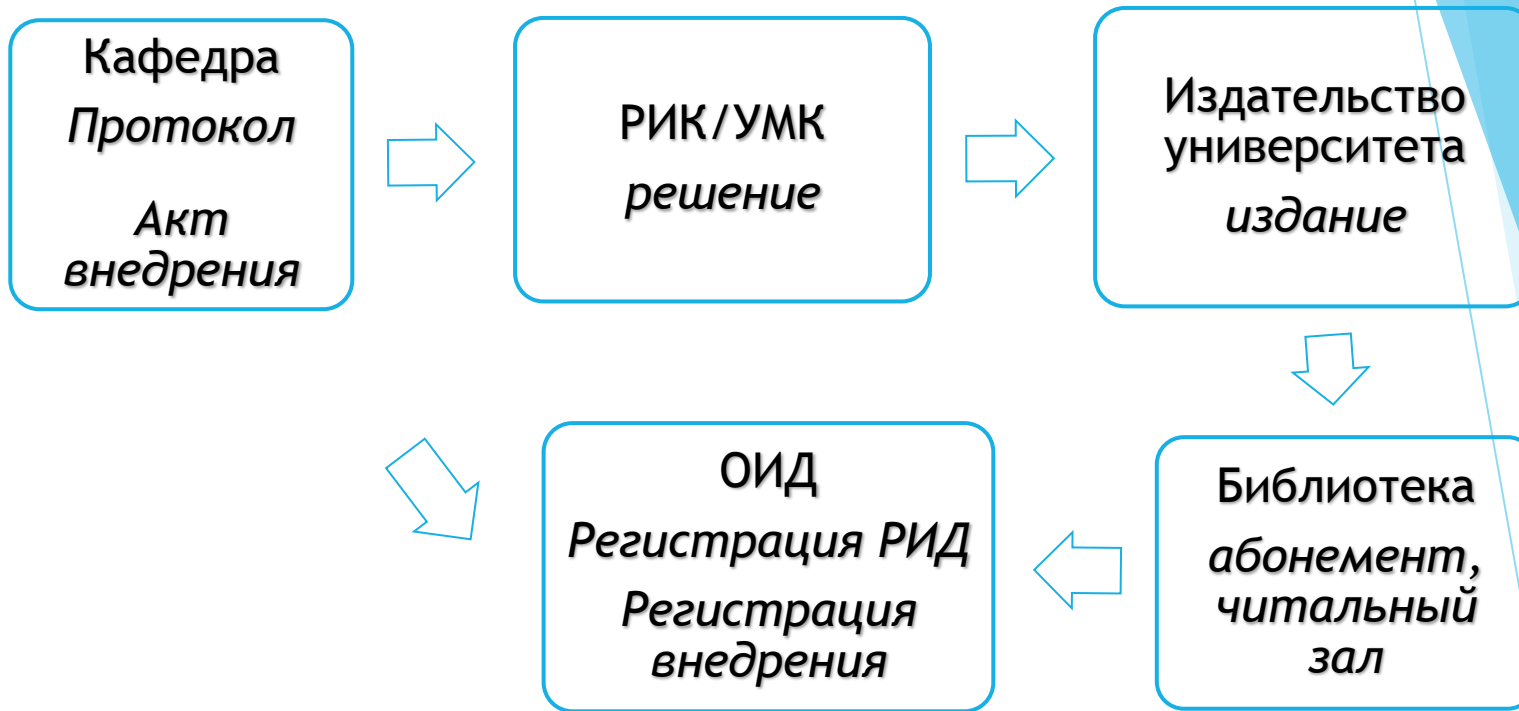 Кафедра
Протокол
Акт
внедрения
РИК/УМК
решение
Издательство
университета
издание
ОИД
Регистрация РИД
Регистрация
внедрения
Библиотека
абонемент,
читальный
зал